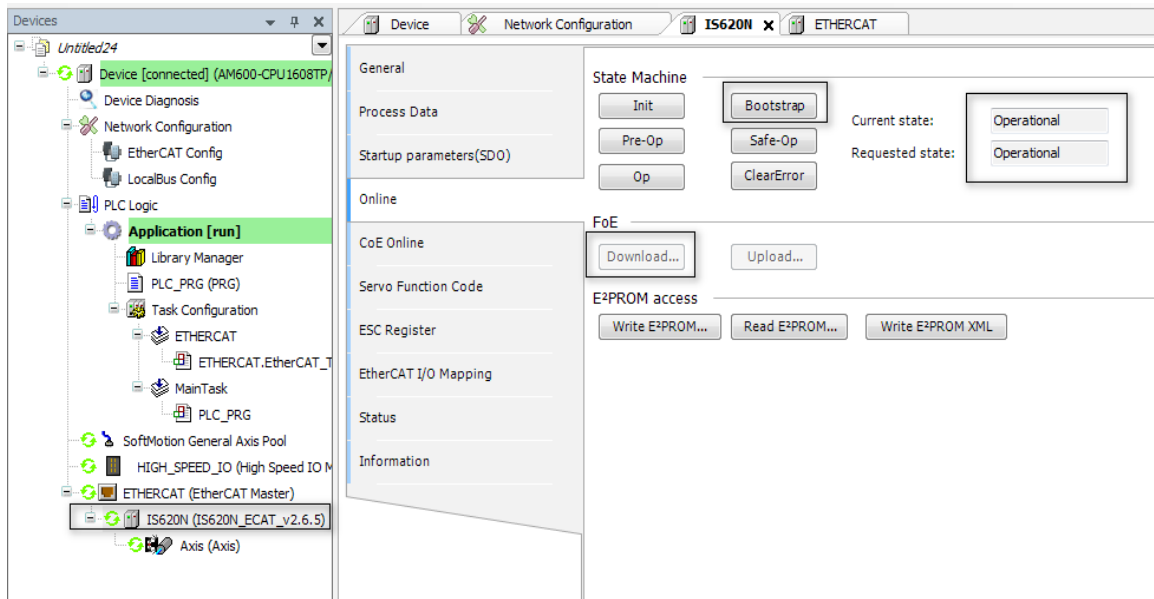 Devices
Untitled24
Device [connected] (AM600-CPU1608TP/
Device Diagnosis
Network Configuration
EtherCAT Config
LocalBus Config
PLC Logic
Application [run]
Library Manager
PLC_PRG (PRG)
Task Configuration
ETHERCAT
ETHERCAT.EtherCAT_T
MainTask
PLC_PRG
SoftMotion General Axis Pool
HIGH_SPEED_IO (High Speed IO M
ETHERCAT (EtherCAT Master)
IS620N (IS620N_ECAT_v2.6.5)
Axis (Axis)
Device
Network Configuration
IS620N
ETHERCAT
General
Process Data
Startup parameters(SDO)
Online
CoE Online
Servo Function Code
ESC Register
EtherCAT I/O Mapping
Status
Information
State Machine
Init
Bootstrap
Current state: Operational
Pre-Op
Safe-Op
Requested state: Operational
Op
ClearError
FoE
Download...
Upload...
E²PROM access
Write E²PROM...
Read E²PROM...
Write E²PROM XML